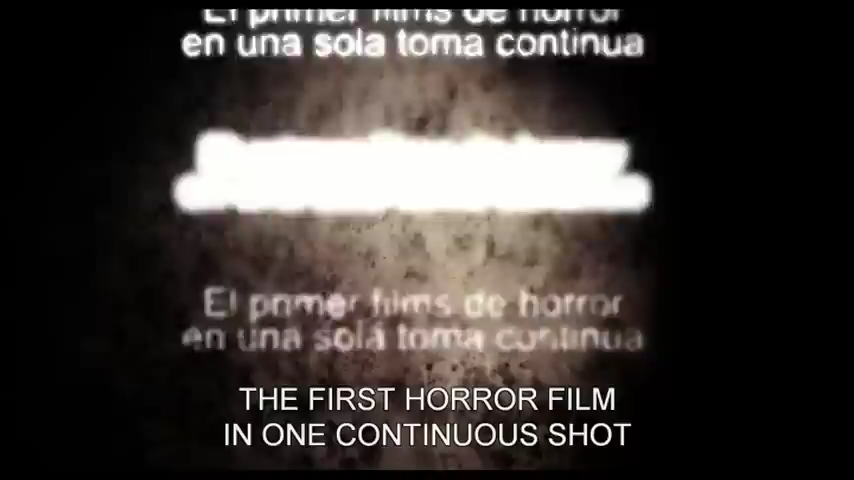 El primer films de horror
en una sola toma continua
El primer films de horror
en una sola toma continua
THE FIRST HORROR FILM
IN ONE CONTINUOUS SHOT